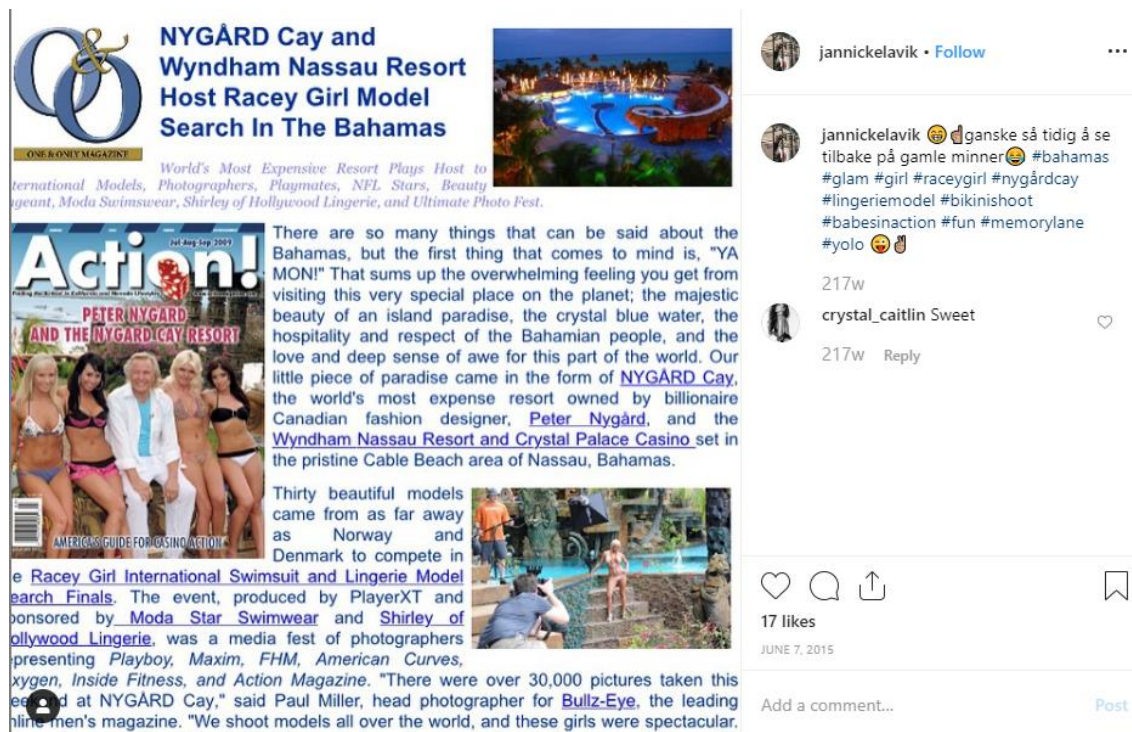 O&O
ONE & ONLY MAGAZINE
NYGÅRD Cay and
Wyndham Nassau Resort
Host Racey Girl Model
Search In The Bahamas
World's Most Expensive Resort Plays Host to
ternational Models, Photographers, Playmates, NFL Stars, Beauty
geant, Moda Swimswear, Shirley of Hollywood Lingerie, and Ultimate Photo Fest.
Action!
Jul-Aug-Sep 2009
PETER NYGARD
AND THE NYGARD CAY RESORT
AMERICA'S GUIDE FOR CASINO ACTION
There are so many things that can be said about the
Bahamas, but the first thing that comes to mind is, "YA
MON!" That sums up the overwhelming feeling you get from
visiting this very special place on the planet; the majestic
beauty of an island paradise, the crystal blue water, the
hospitality and respect of the Bahamian people, and the
love and deep sense of awe for this part of the world. Our
little piece of paradise came in the form of NYGÅRD Cay,
the world's most expense resort owned by billionaire
Canadian fashion designer, Peter Nygård, and the
Wyndham Nassau Resort and Crystal Palace Casino set in
the pristine Cable Beach area of Nassau, Bahamas.
Thirty beautiful models
came from as far away
as Norway and
Denmark to compete in
e Racey Girl International Swimsuit and Lingerie Model
earch Finals. The event, produced by PlayerXT and
ponsored by Moda Star Swimwear and Shirley of
ollywood Lingerie, was a media fest of photographers
presenting Playboy, Maxim, FHM, American Curves,
xygen, Inside Fitness, and Action Magazine. "There were over 30,000 pictures taken this
end at NYGÅRD Cay," said Paul Miller, head photographer for Bullz-Eye, the leading
nline men's magazine. "We shoot models all over the world, and these girls were spectacular.
jannickelavik • Follow
jannickelavik 😁☝ganske så tidig å se
tilbake på gamle minner😂 #bahamas
#glam #girl #raceygirl #nygårdcay
#lingeriemodel #bikinishoot
#babesinaction #fun #memorylane
#yolo 😜✌
217w
crystal_caitlin Sweet
217w Reply
17 likes
JUNE 7, 2015
Add a comment...
Post